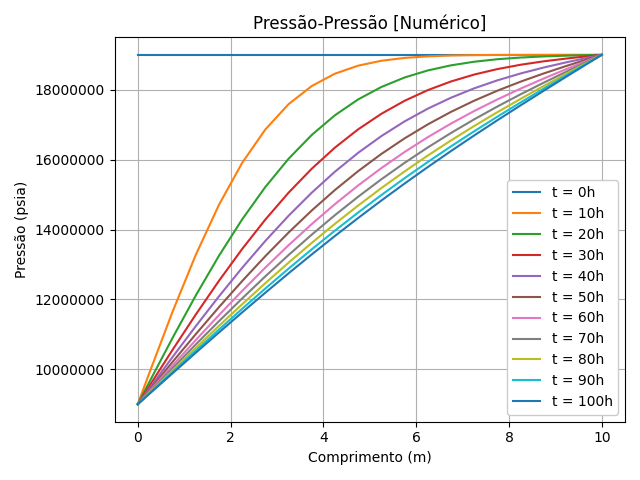 Pressão-Pressão [Numérico]
Pressão (psia)
18000000
16000000
14000000
12000000
10000000
0 2 4 6 8 10
Comprimento (m)
t = 0h
t = 10h
t = 20h
t = 30h
t = 40h
t = 50h
t = 60h
t = 70h
t = 80h
t = 90h
t = 100h